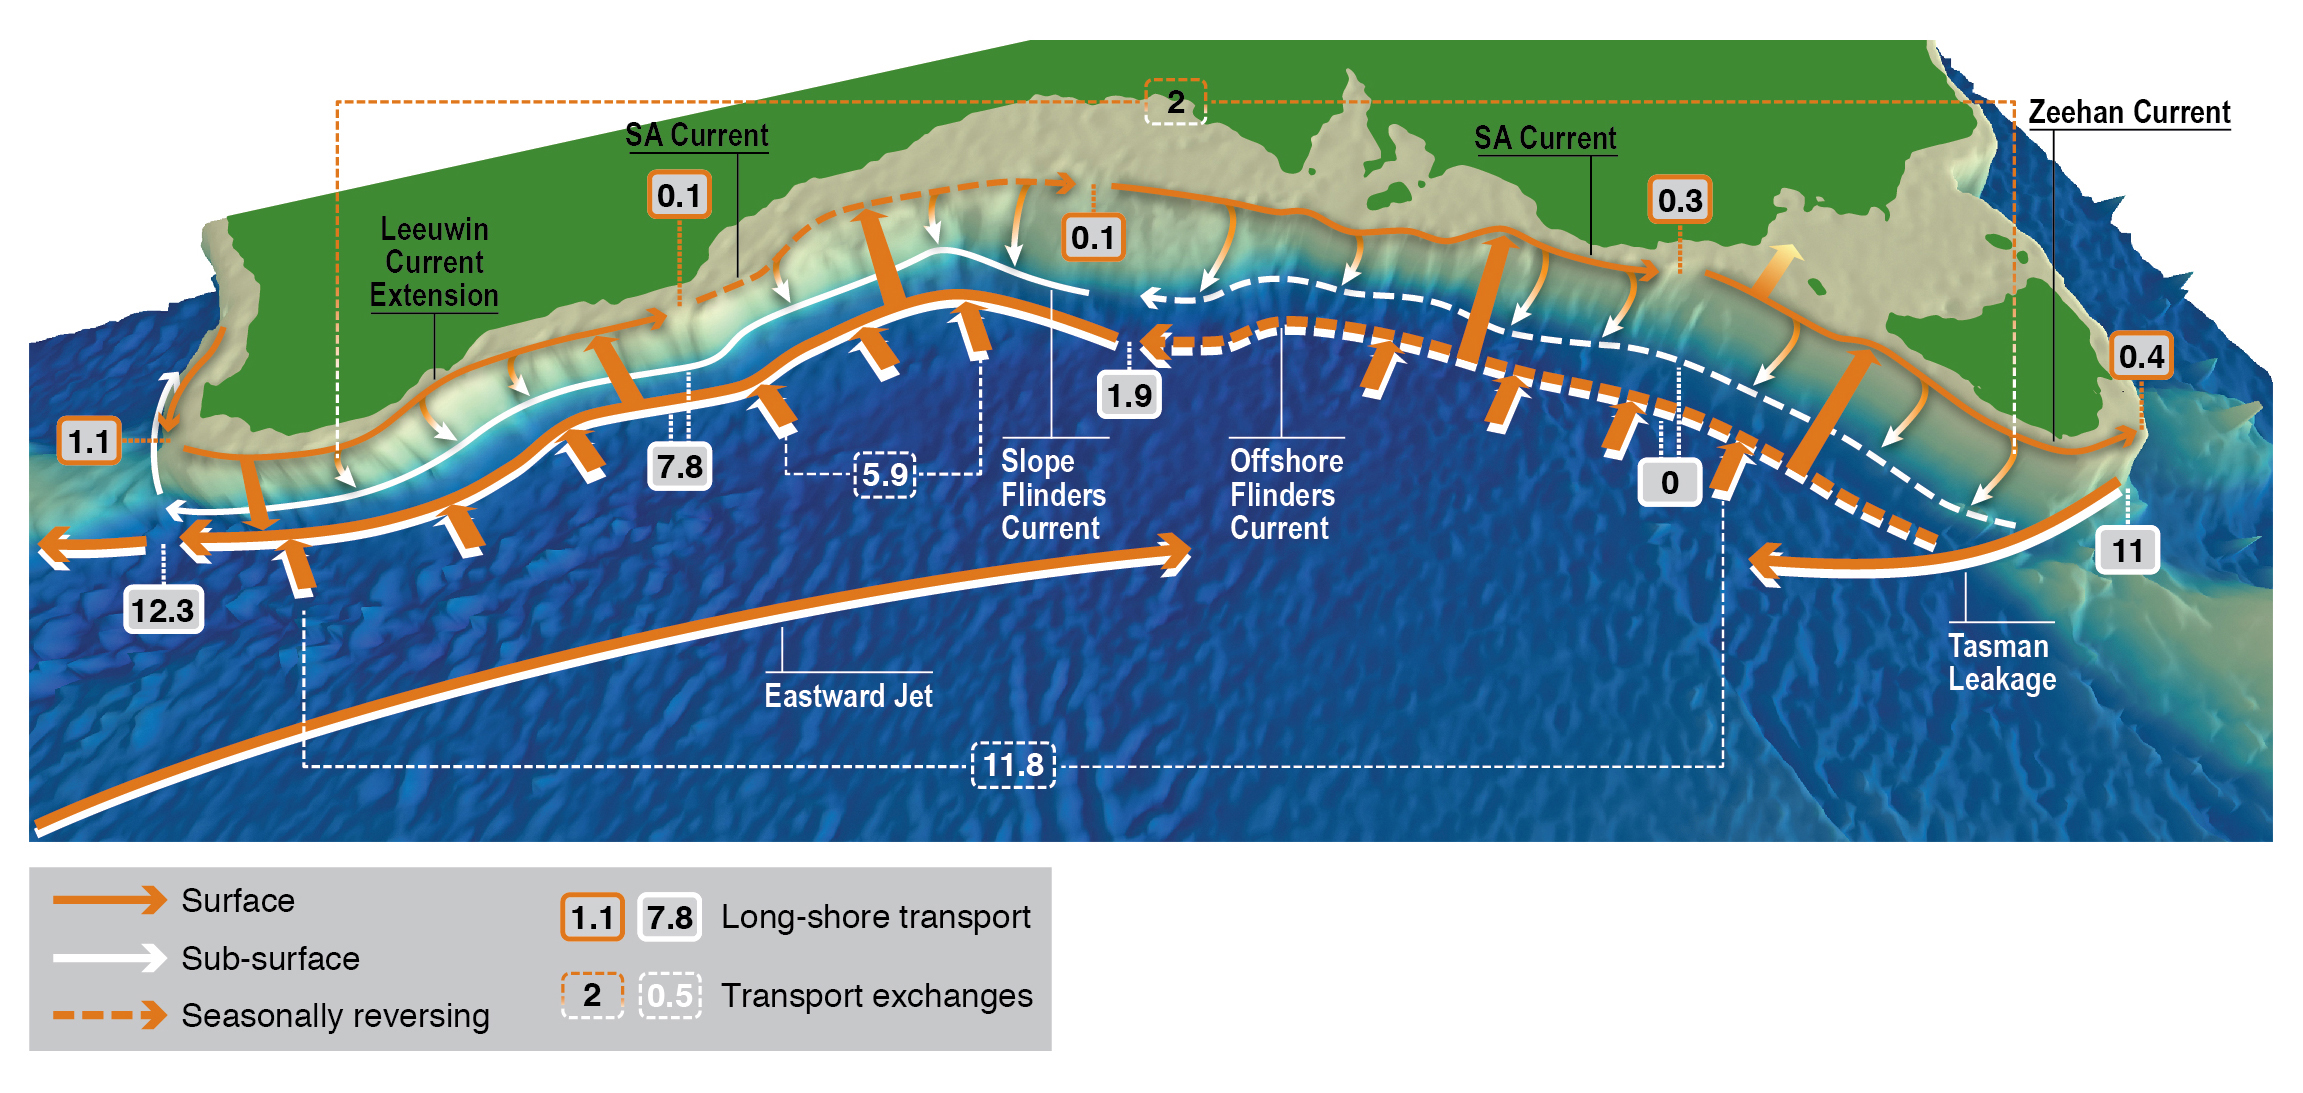 2
Zeehan Current
SA Current
SA Current
0.1
0.3
Leeuwin
Current
Extension
0.1
0.4
1.9
1.1
7.8
5.9
Slope
Flinders
Current
Offshore
Flinders
Current
0
11
12.3
Tasman
Leakage
Eastward Jet
11.8
Surface
1.1
7.8
Long-shore transport
Sub-surface
2
0.5
Transport exchanges
Seasonally reversing